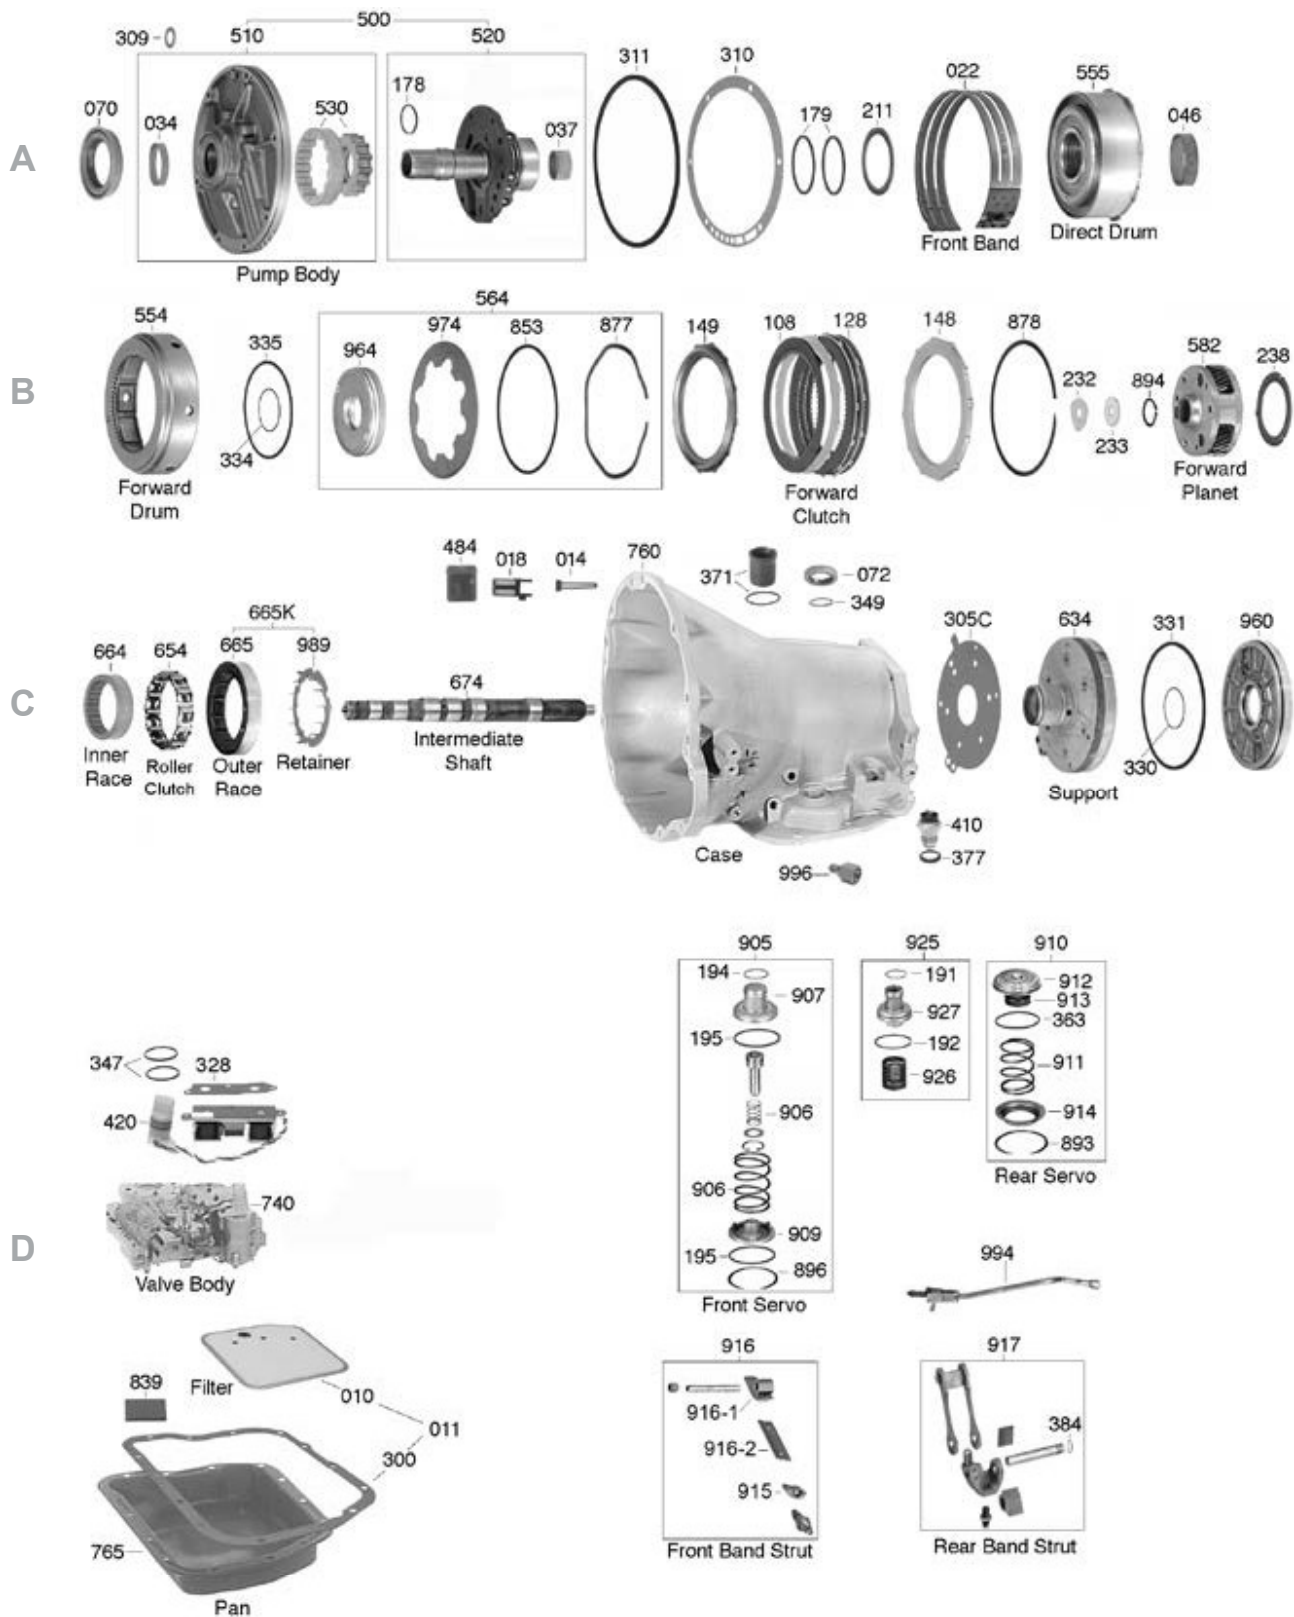 500
309
510
520
311
310
022
555
178
070
034
530
037
179
211
046
A
Front Band
Direct Drum
Pump Body
564
554
335
974
853
877
149
108
128
148
878
582
238
964
232
894
B
334
233
Forward
Drum
Forward
Clutch
Forward
Planet
484
018
014
760
371
072
349
665K
305C
634
331
960
664
654
665
989
674
C
Inner
Race
Roller
Clutch
Outer
Race
Retainer
Intermediate
Shaft
330
Support
410
377
Case
996
905
925
910
194
191
912
907
927
913
363
195
192
347
328
926
911
420
906
914
893
906
Rear Servo
740
909
D
195
896
994
Valve Body
Front Servo
916
917
839
Filter
010
916-1
384
011
300
916-2
915
765
Front Band Strut
Rear Band Strut
Pan